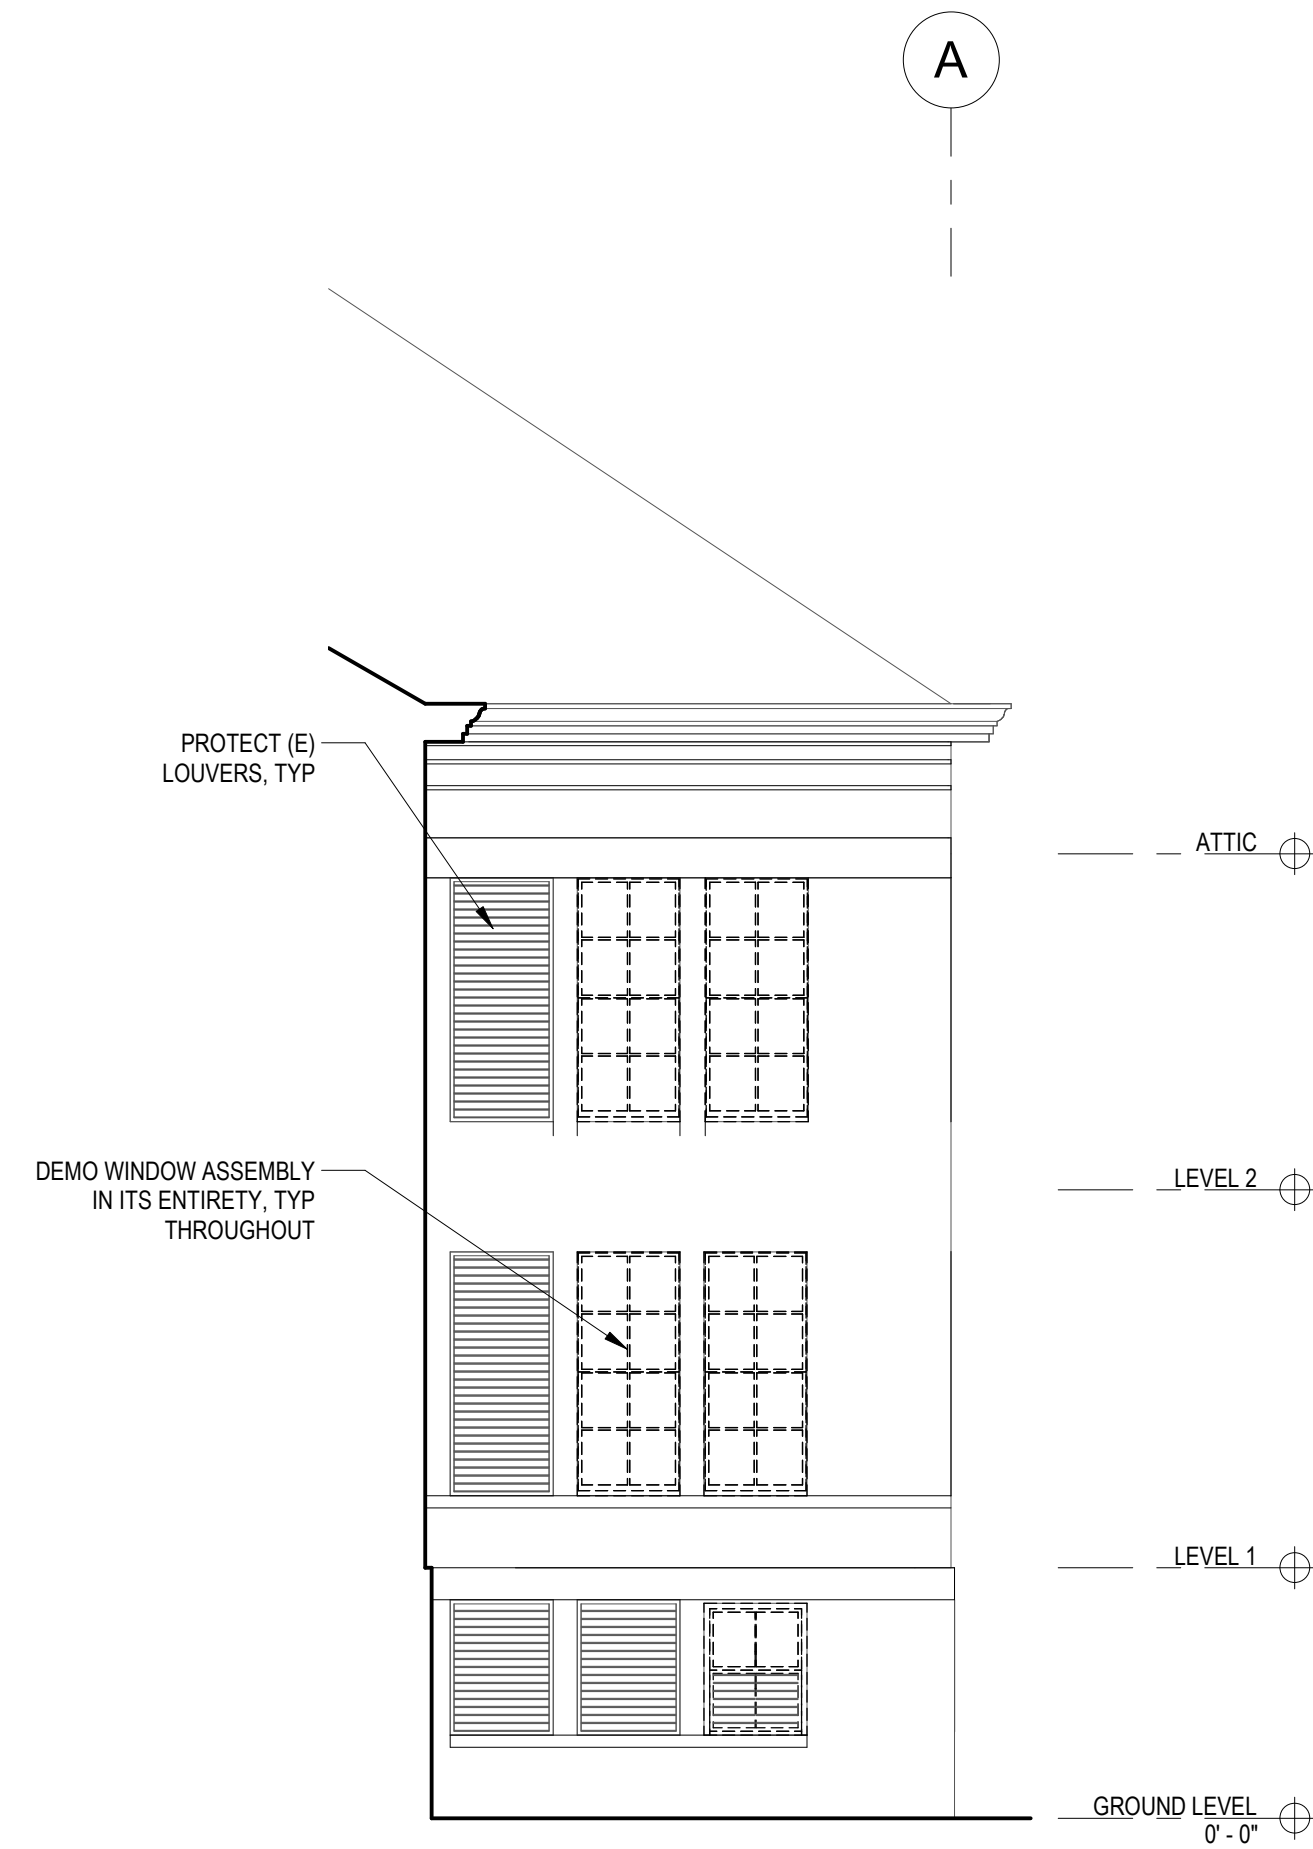 A
PROTECT (E)
LOUVERS, TYP
ATTIC
DEMO WINDOW ASSEMBLY
IN ITS ENTIRETY, TYP
THROUGHOUT
LEVEL 2
LEVEL 1
GROUND LEVEL
0' - 0"